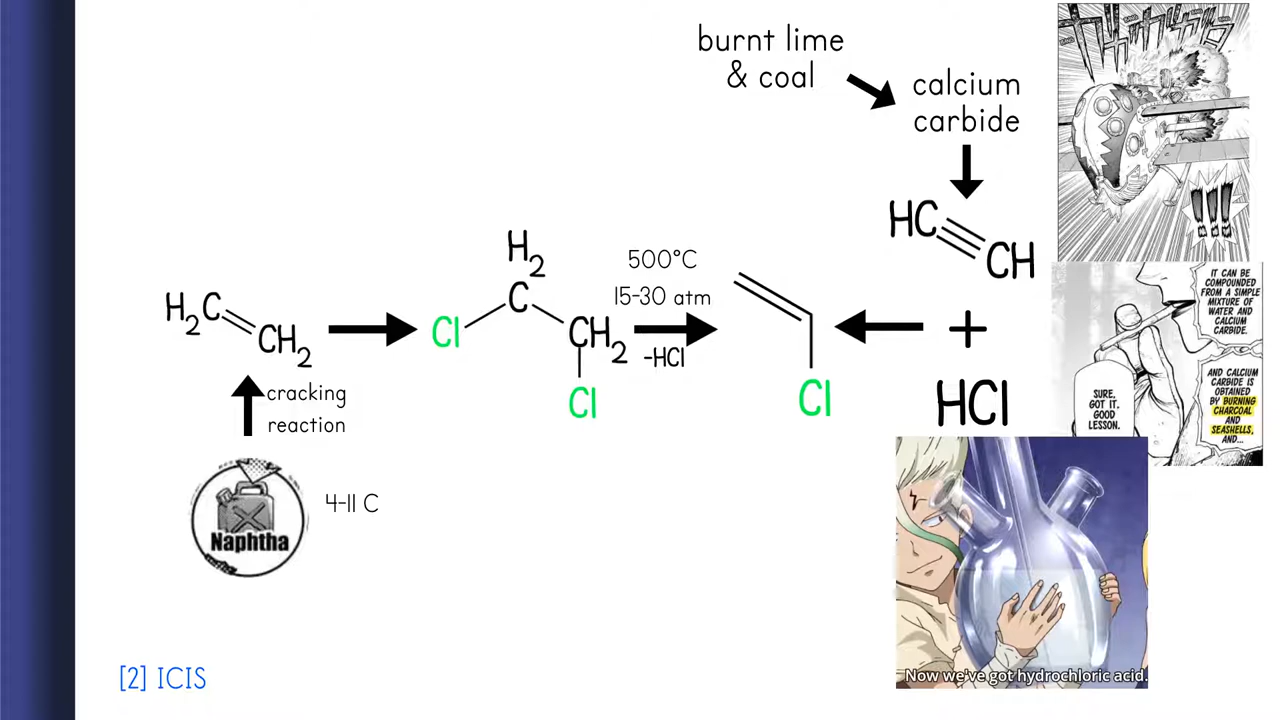 burnt lime
& coal
calcium
carbide
HC
CH
IT CAN BE
COMPOUNDED
FROM A SIMPLE
MIXTURE OF
WATER AND
CALCIUM
CARBIDE.
AND CALCIUM
CARBIDE IS
OBTAINED
BY BURNING
CHARCOAL
AND
SEASHELLS,
AND...
SURE,
GOT IT.
GOOD
LESSON.
H2
C
Cl
CH2
Cl
500°C
15-30 atm
-HCl
Cl
+
HCl
H2C
CH2
cracking
reaction
Naphtha
4-11 C
Now we've got hydrochloric acid.
[2] ICIS